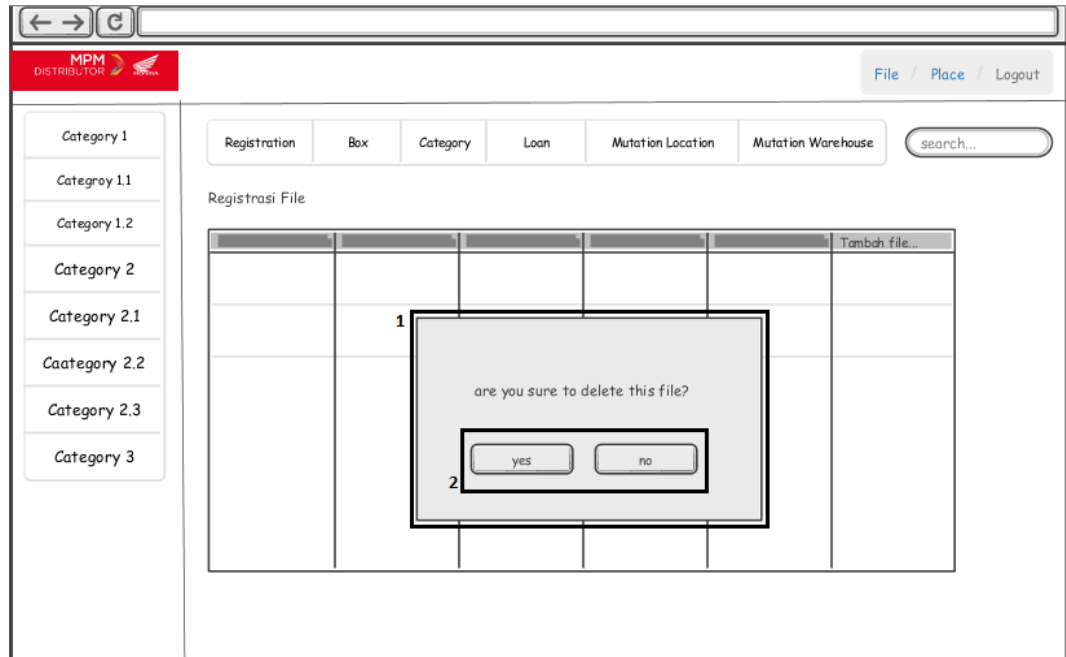 MPM
DISTRIBUTOR
HONDA
File / Place / Logout
Category 1
Categroy 1.1
Category 1.2
Category 2
Category 2.1
Caategory 2.2
Category 2.3
Category 3
Registration Box Category Loan Mutation Location Mutation Warehouse search...
Registrasi File
Tambah file...
1
are you sure to delete this file?
yes no
2